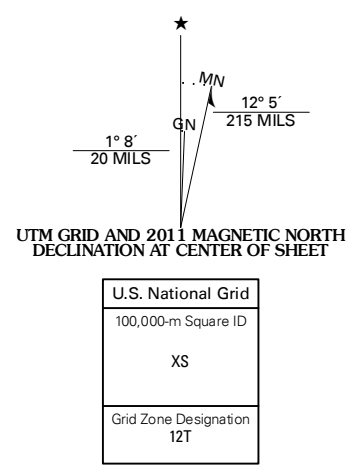 ★
MN
GN
12° 5´
215 MILS
1° 8´
20 MILS
UTM GRID AND 2011 MAGNETIC NORTH
DECLINATION AT CENTER OF SHEET
U.S. National Grid
100,000-m Square ID
XS
Grid Zone Designation
12T